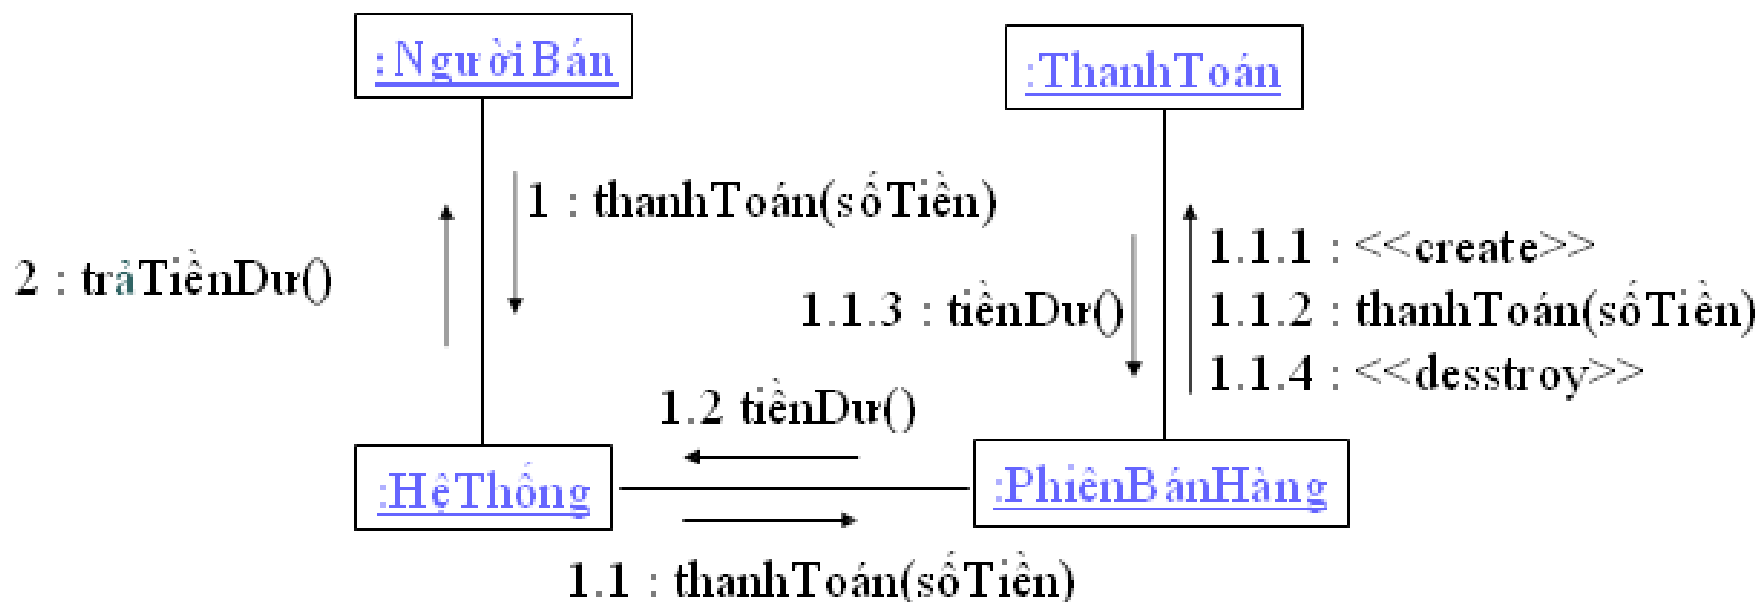 :NgườiBán
:ThanhToán
1 : thanhToán(sốTiền)
2 : trảTiềnDư()
1.1.1 : <<create>>
1.1.3 : tiềnDư()
1.1.2 : thanhToán(sốTiền)
1.1.4 : <<desstroy>>
1.2 tiềnDư()
:HệThống
:PhiênBánHàng
1.1 : thanhToán(sốTiền)